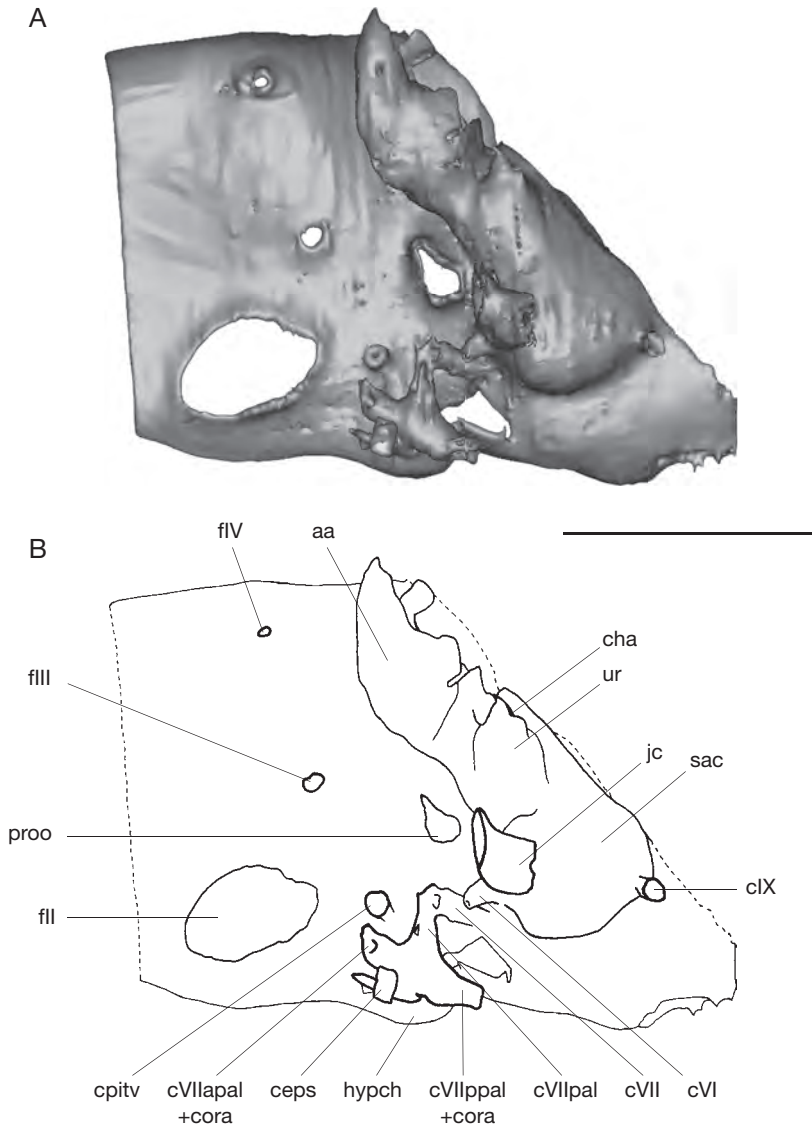 A
B
fIV
aa
fIII
cha
ur
jc
sac
proo
fII
cIX
cpitv
cVIIapal
+cora
ceps
hypch
cVIIppal
+cora
cVIIpal
cVII
cVI